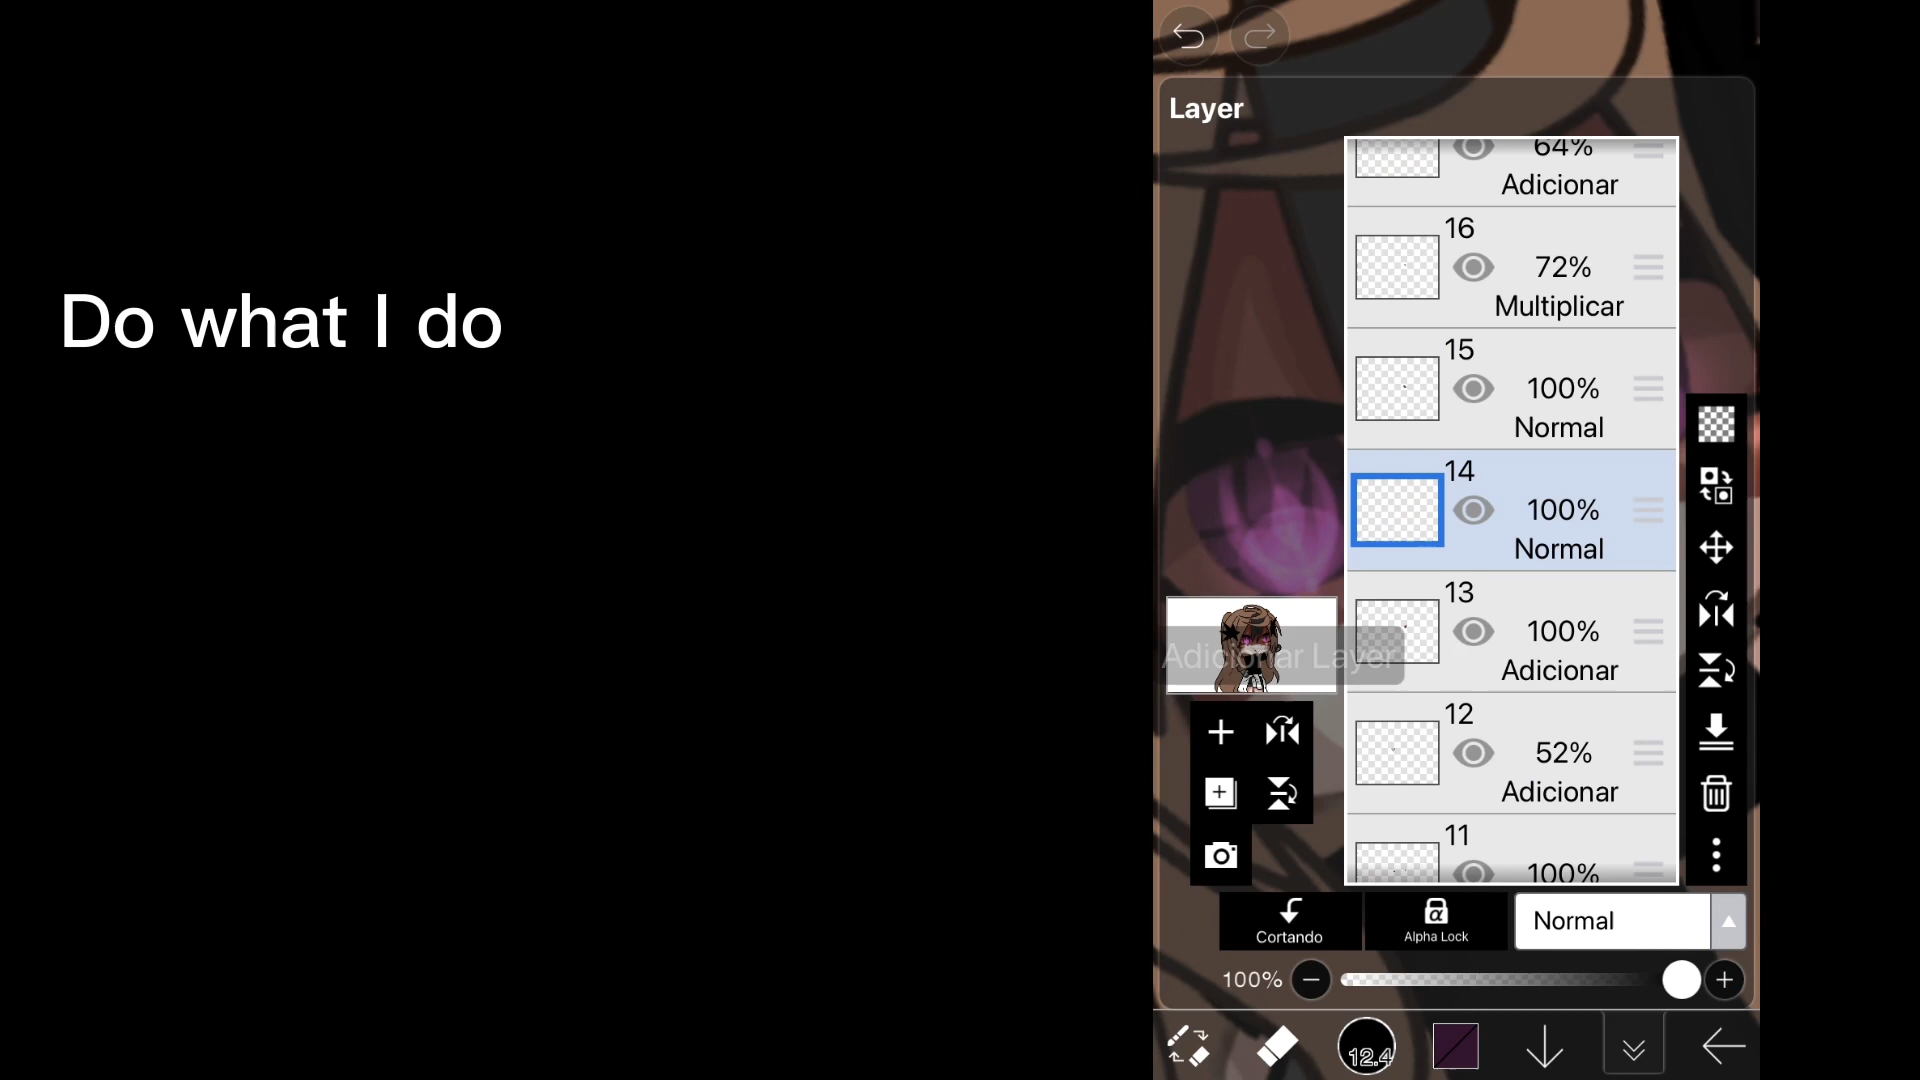 Layer
64%
Adicionar
16
72%
Multiplicar
15
100%
Normal
Do what I do
14
100%
Normal
13
100%
Adicionar
Adicionar Layer
12
52%
Adicionar
11
100%
Cortando
Alpha Lock
Normal
100%
12.4